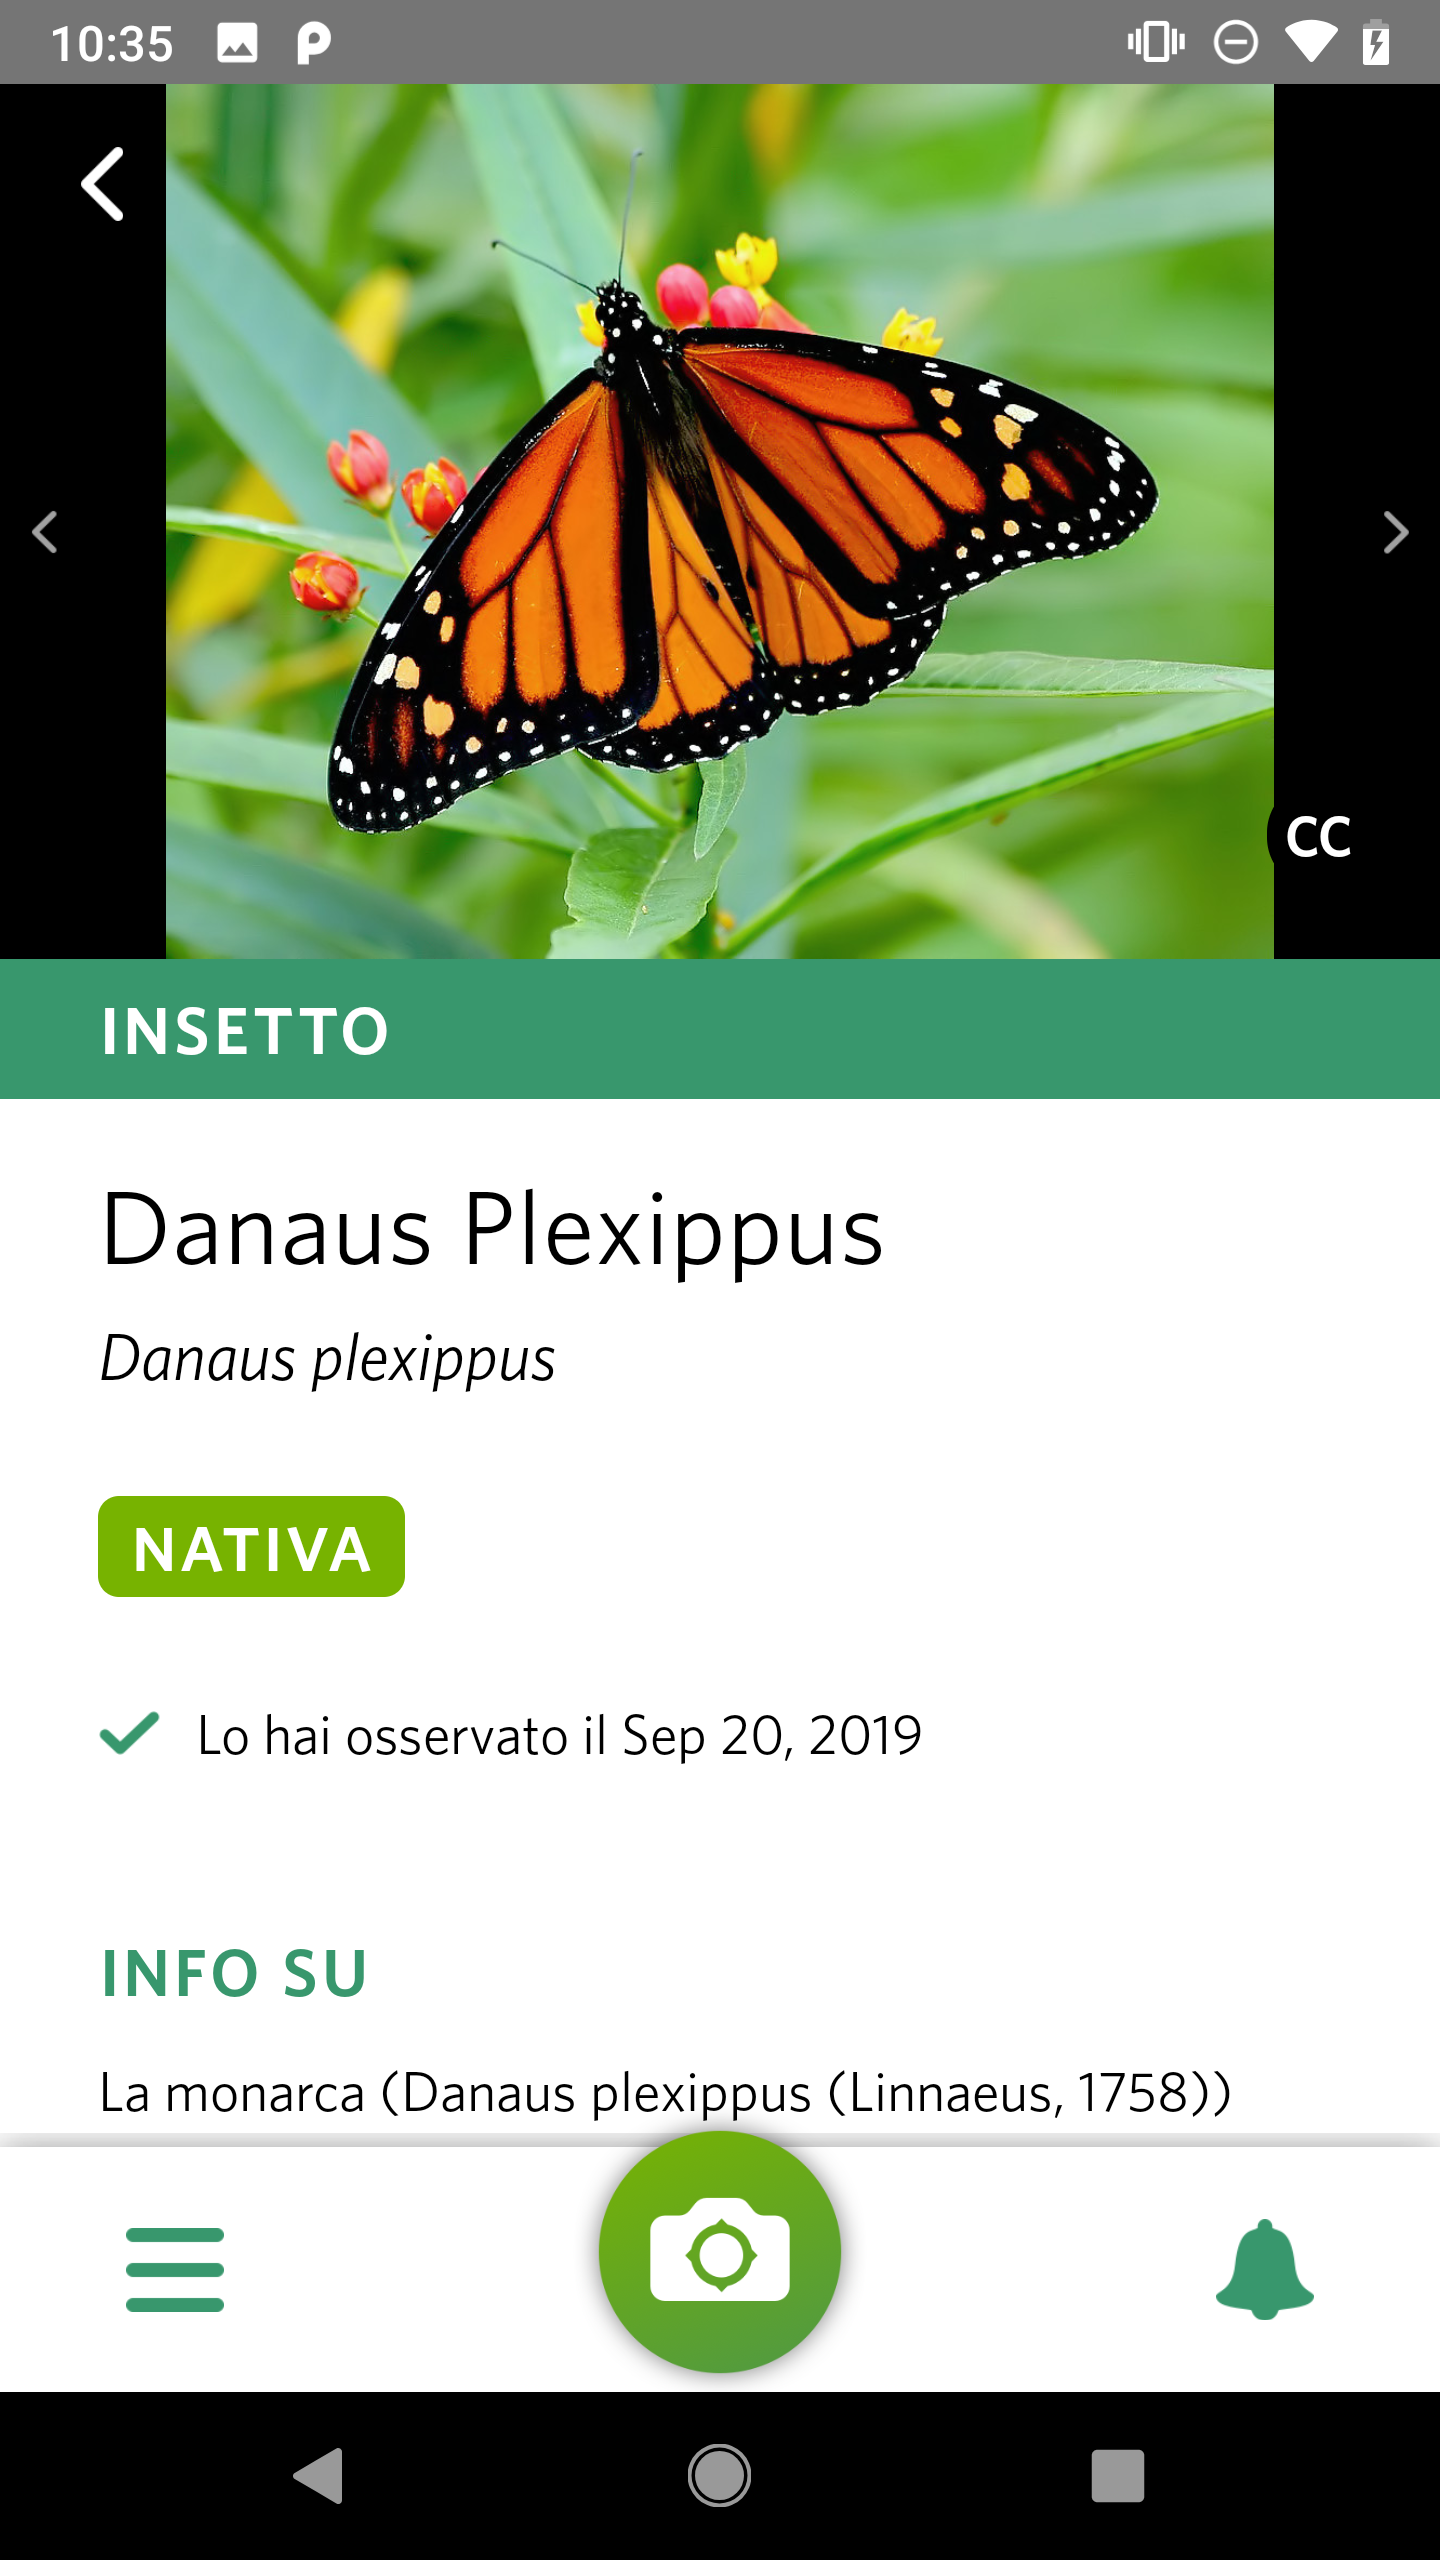 10:35
CC
INSETTO
Danaus Plexippus
Danaus plexippus
NATIVA
Lo hai osservato il Sep 20, 2019
INFO SU
La monarca (Danaus plexippus (Linnaeus, 1758))